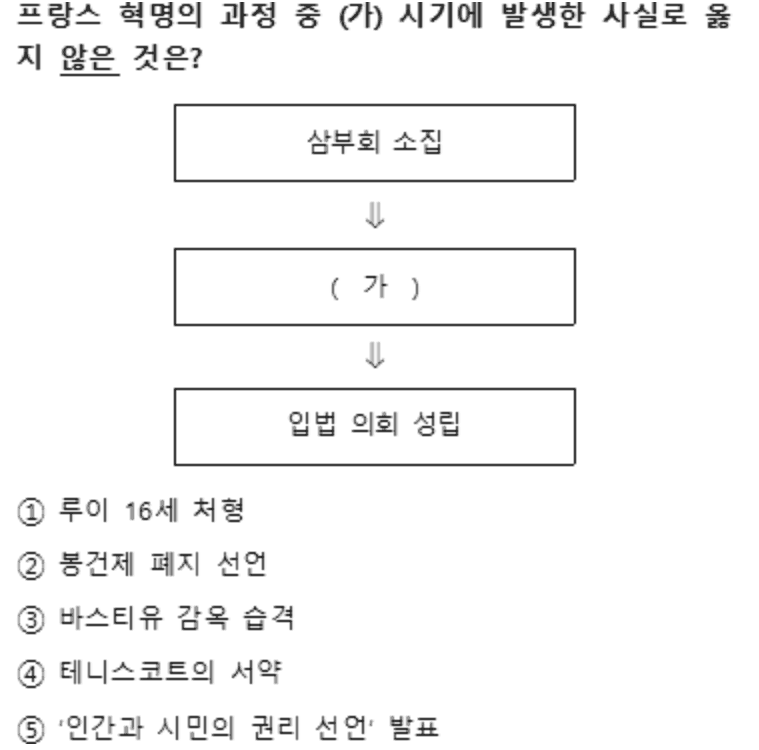 프랑스 혁명의 과정 중 (가) 시기에 발생한 사실로 옳
지 않은 것은?
삼부회 소집
⇓
( 가 )
⇓
입법 의회 성립
① 루이 16세 처형
② 봉건제 폐지 선언
③ 바스티유 감옥 습격
④ 테니스코트의 서약
⑤ ‘인간과 시민의 권리 선언’ 발표